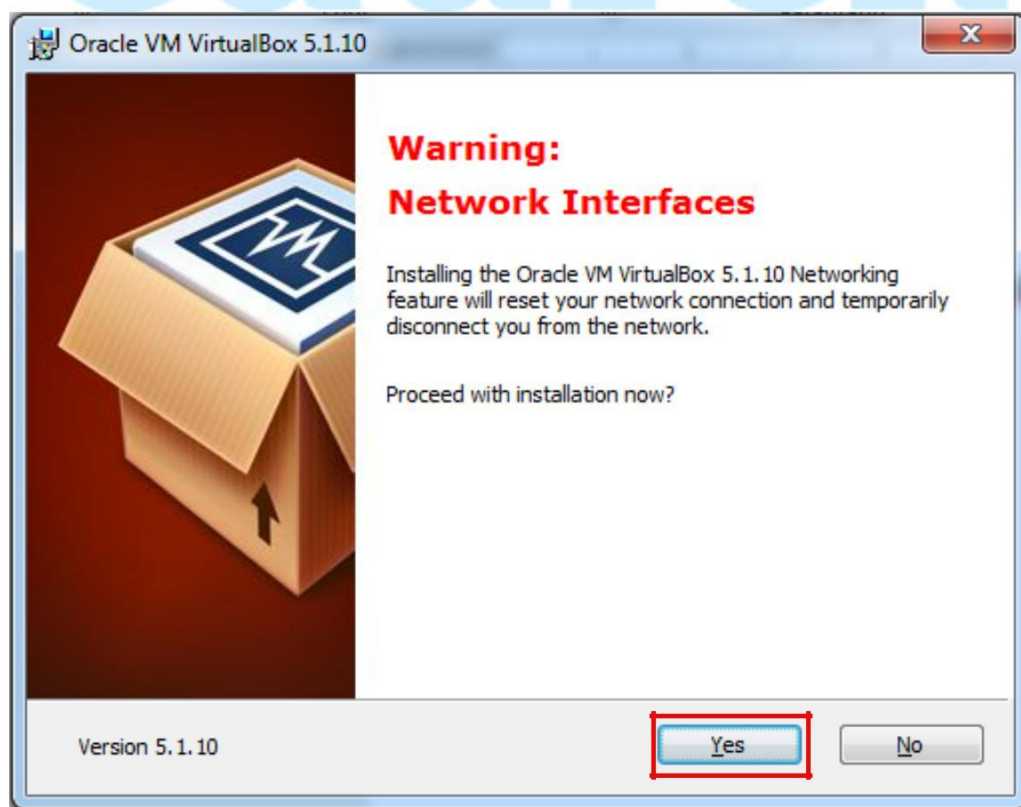 Oracle VM VirtualBox 5.1.10
Warning:
Network Interfaces
Installing the Oracle VM VirtualBox 5.1.10 Networking
feature will reset your network connection and temporarily
disconnect you from the network.
Proceed with installation now?
Version 5.1.10
Yes
No